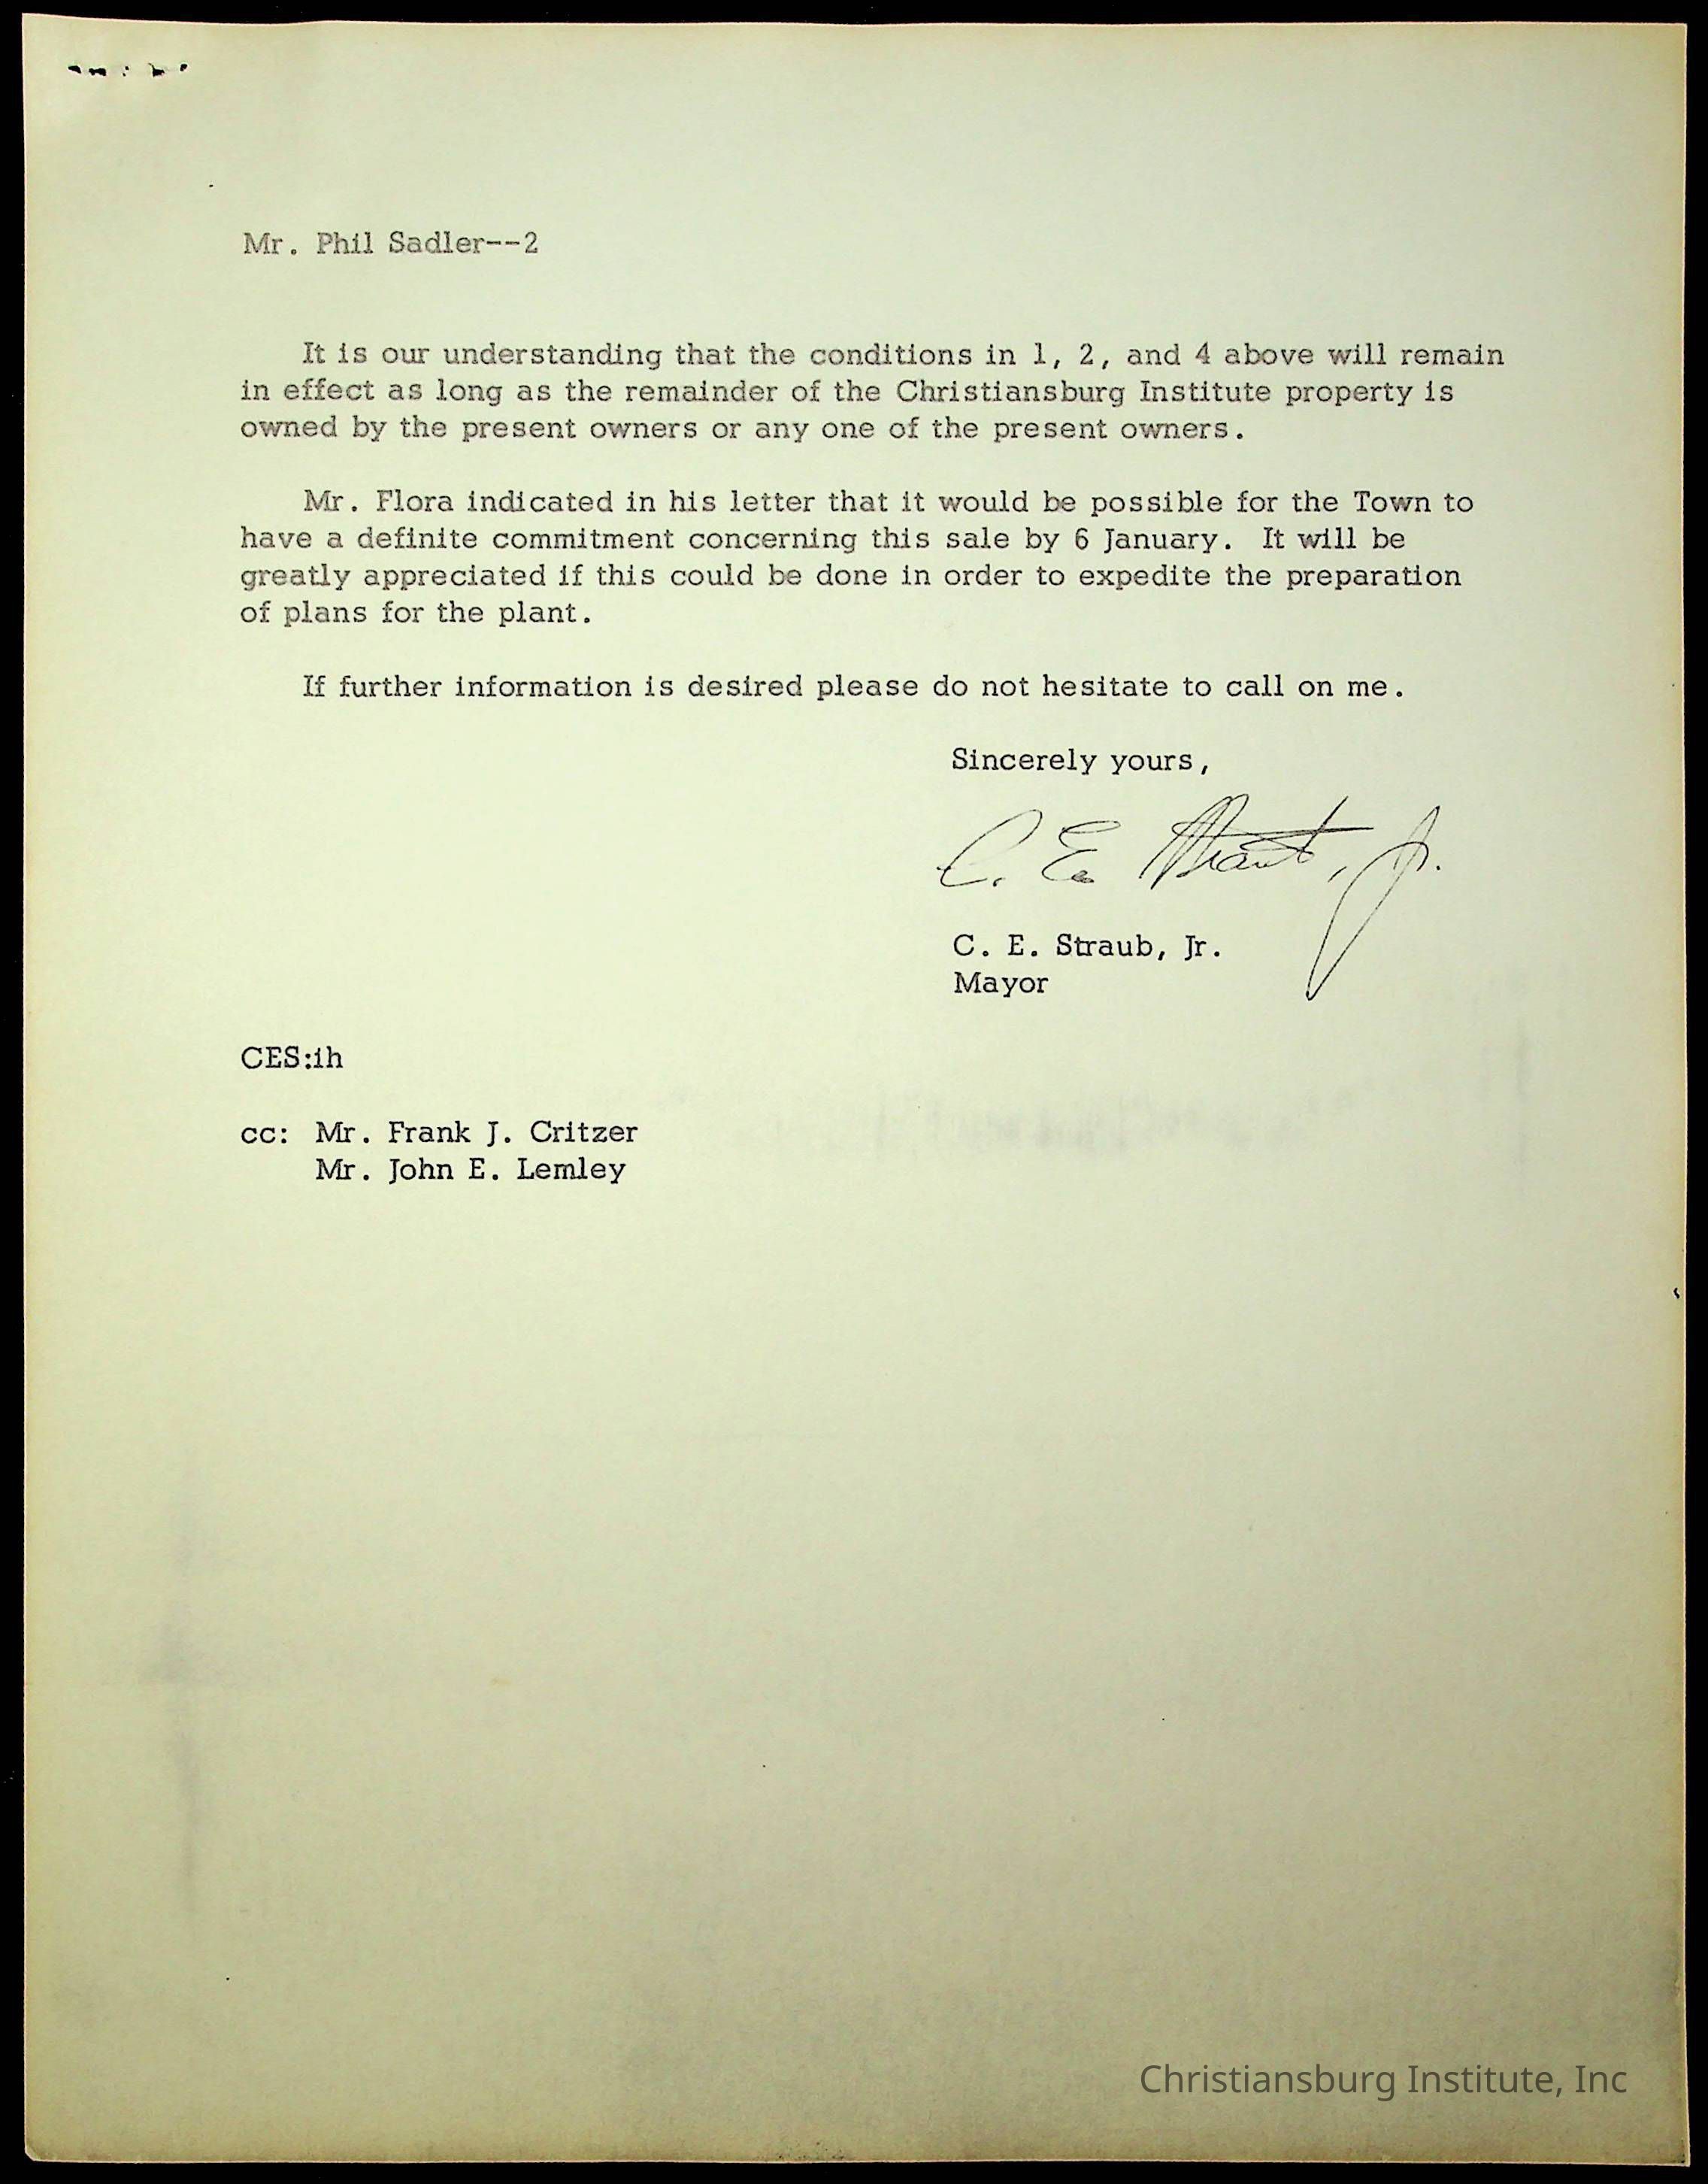 Mr. Phil Sadler--2
It is our understanding that the conditions in 1, 2, and 4 above will remain
in effect as long as the remainder of the Christiansburg Institute property is
owned by the present owners or any one of the present owners.
Mr. Flora indicated in his letter that it would be possible for the Town to
have a definite commitment concerning this sale by 6 January. It will be
greatly appreciated if this could be done in order to expedite the preparation
of plans for the plant.
If further information is desired please do not hesitate to call on me.
Sincerely yours,
C. E. Straub, Jr.
C. E. Straub, Jr.
Mayor
CES:ih
cc: Mr. Frank J. Critzer
Mr. John E. Lemley
Christiansburg Institute, Inc